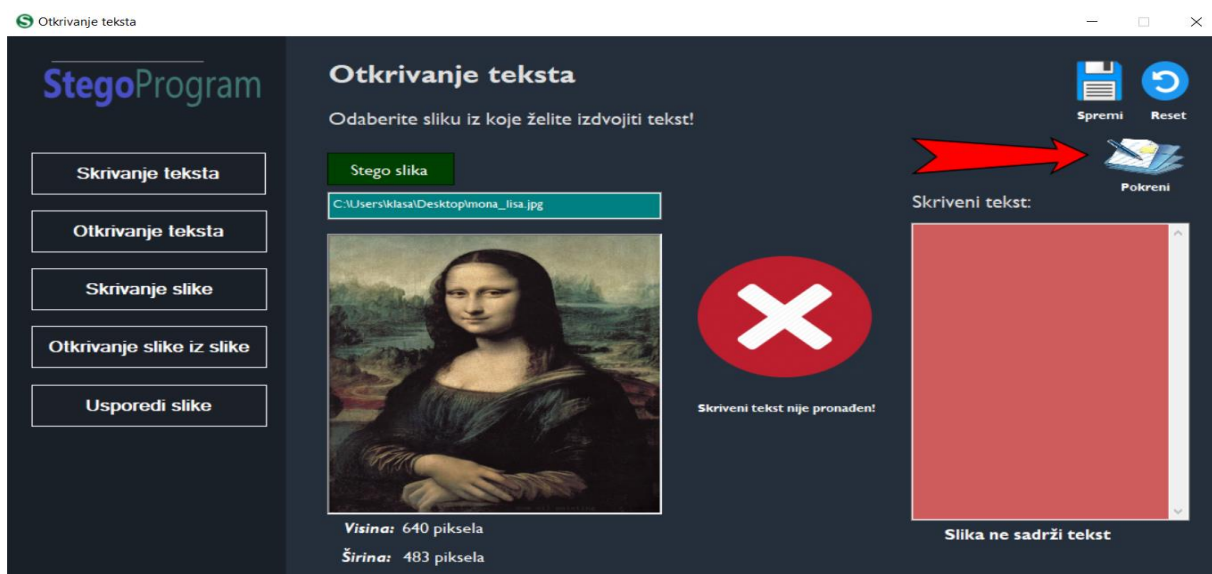 Otkrivanje teksta
StegoProgram
Skrivanje teksta
Otkrivanje teksta
Skrivanje slike
Otkrivanje slike iz slike
Usporedi slike
Otkrivanje teksta
Odaberite sliku iz koje želite izdvojiti tekst!
Stego slika
C:\Users\klasa\Desktop\mona_lisa.jpg
Visina: 640 piksela
Širina: 483 piksela
Skriveni tekst nije pronađen!
Spremi
Reset
Pokreni
Skriveni tekst:
Slika ne sadrži tekst